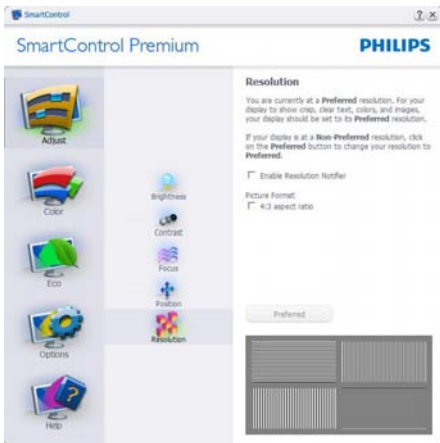 SmartControl
SmartControl Premium
PHILIPS
Adjust
Color
Eco
Options
Help
Brightness
Contrast
Focus
Position
Resolution
Resolution
You are currently at a Preferred resolution. For your
display to show crisp, clear text, colors, and images,
your display should be set to its Preferred resolution.
If your display is at a Non-Preferred resolution, click
on the Preferred button to change your resolution to
Preferred.
Enable Resolution Notifier
Picture Format
4:3 aspect ratio
Preferred